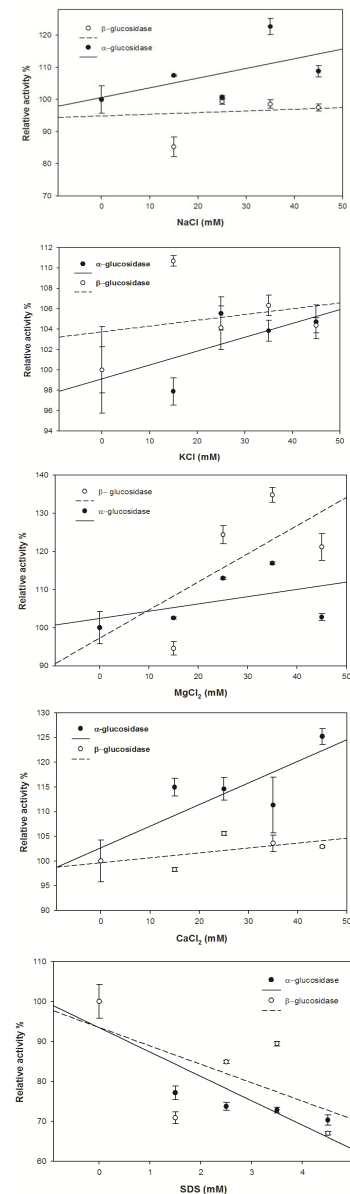 β−glucosidase
α−glucosidase
Relative activity %
120
110
100
90
80
70
0 10 20 30 40 50
NaCl (mM)
α−glucosidase
β−glucosidase
Relative activity %
112
110
108
106
104
102
100
98
96
94
0 10 20 30 40 50
KCl (mM)
β− glucosidase
α−glucosidase
Relative activity %
140
130
120
110
100
90
0 10 20 30 40 50
MgCl₂ (mM)
α-glucosidase
β−glucosidase
Relative activity %
130
125
120
115
110
105
100
95
90
0 10 20 30 40 50
CaCl₂ (mM)
α−glucosidase
β−glucosidase
Relative activity %
110
100
90
80
70
60
0 1 2 3 4 5
SDS (mM)